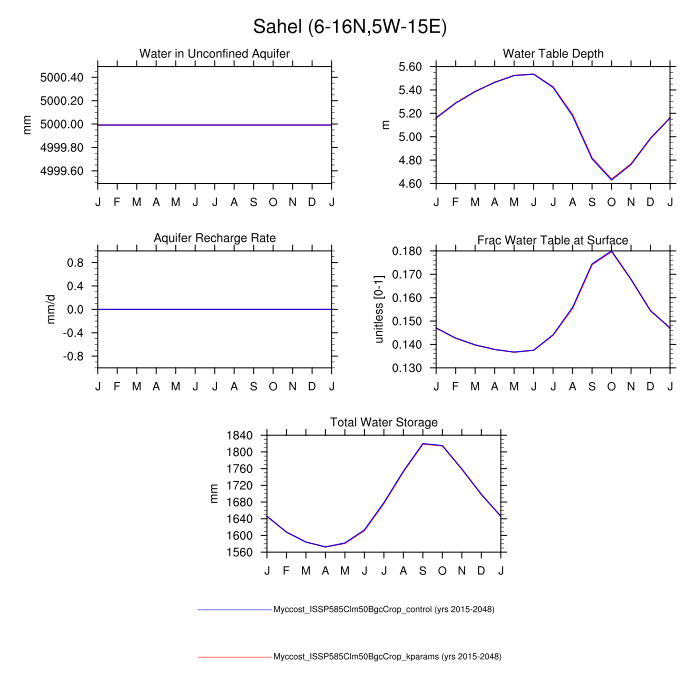 Sahel (6-16N,5W-15E)
Water in Unconfined Aquifer
mm
5000.40
5000.20
5000.00
4999.80
4999.60
J F M A M J J A S O N D J
Water Table Depth
m
5.60
5.40
5.20
5.00
4.80
4.60
J F M A M J J A S O N D J
Aquifer Recharge Rate
mm/d
0.8
0.4
0.0
-0.4
-0.8
J F M A M J J A S O N D J
Frac Water Table at Surface
unitless [0-1]
0.180
0.170
0.160
0.150
0.140
0.130
J F M A M J J A S O N D J
Total Water Storage
mm
1840
1760
1720
1680
1640
1600
1560
J F M A M J J A S O N D J
Myccost_ISSP585Clm50BgcCrop_control (yrs 2015-2048)
Myccost_ISSP585Clm50BgcCrop_kparams (yrs 2015-2048)